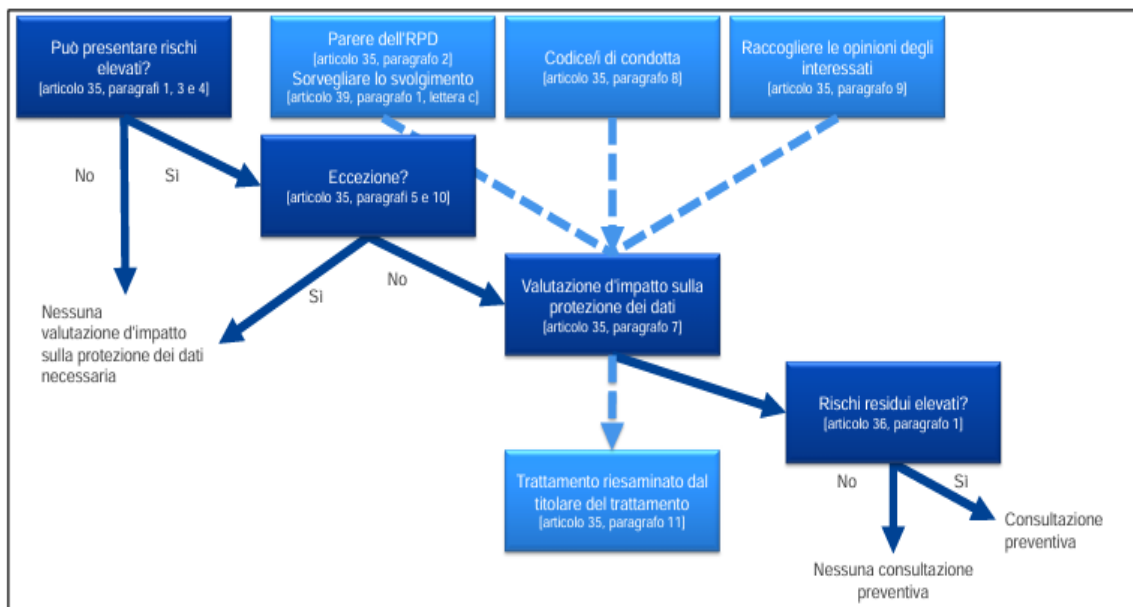 Può presentare rischi
elevati?
[articolo 35, paragrafi 1, 3 e 4]
Parere dell'RPD
[articolo 35, paragrafo 2]
Sorvegliare lo svolgimento
[articolo 39, paragrafo 1, lettera c]
Codice/i di condotta
[articolo 35, paragrafo 8]
Raccogliere le opinioni degli
interessati
[articolo 35, paragrafo 9]
No
Sì
Eccezione?
[articolo 35, paragrafi 5 e 10]
Sì
No
Nessuna
valutazione d'impatto
sulla protezione dei dati
necessaria
Valutazione d'impatto sulla
protezione dei dati
[articolo 35, paragrafo 7]
Rischi residui elevati?
[articolo 36, paragrafo 1]
Trattamento riesaminato dal
titolare del trattamento
[articolo 35, paragrafo 11]
No
Sì
Consultazione
preventiva
Nessuna consultazione
preventiva